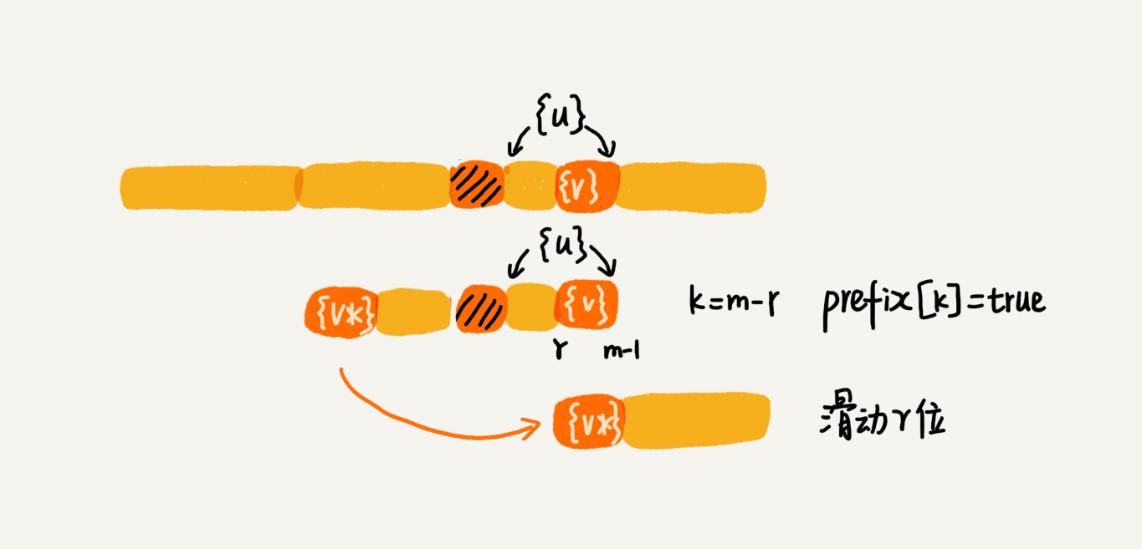 {u}
{v}
{u}
{v*} {v} k=m-r prefix[k]=true
r m-1
{v*} 滑动r位